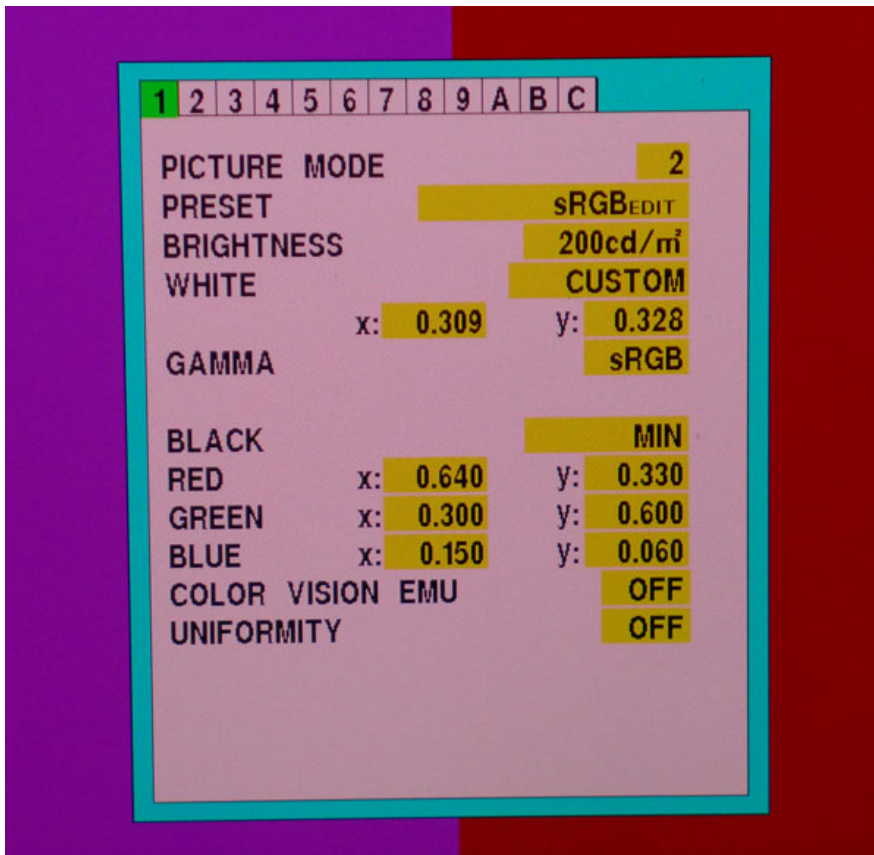 1 2 3 4 5 6 7 8 9 A B C
PICTURE MODE 2
PRESET sRGBEDIT
BRIGHTNESS 200cd/㎡
WHITE CUSTOM
x: 0.309 y: 0.328
GAMMA sRGB
BLACK MIN
RED x: 0.640 y: 0.330
GREEN x: 0.300 y: 0.600
BLUE x: 0.150 y: 0.060
COLOR VISION EMU OFF
UNIFORMITY OFF